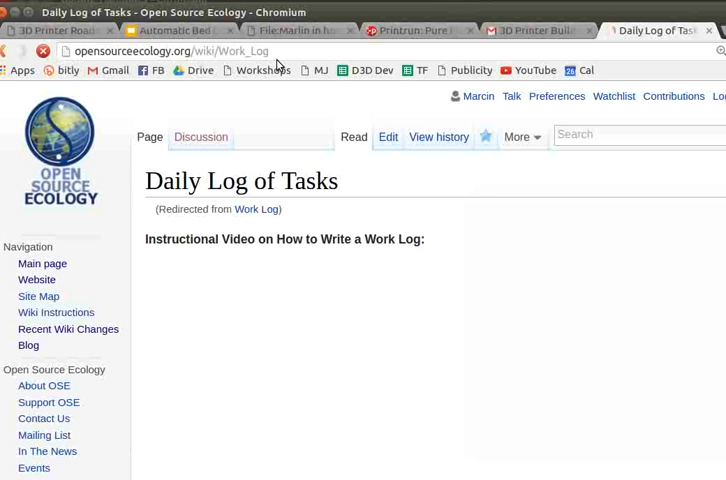 Daily Log of Tasks - Open Source Ecology - Chromium
3D Printer Road
Automatic Bed
File:Marlin in h
Printrun: Pure
3D Printer Build
Daily Log of Task
opensourceecology.org/wiki/Work_Log
Apps bitly Gmail FB Drive Workshops MJ D3D Dev TF Publicity YouTube 26 Cal
Marcin Talk Preferences Watchlist Contributions Lo
Page Discussion Read Edit View history More Search
OPEN
SOURCE
ECOLOGY
Daily Log of Tasks
(Redirected from Work Log)
Instructional Video on How to Write a Work Log:
Navigation
Main page
Website
Site Map
Wiki Instructions
Recent Wiki Changes
Blog
Open Source Ecology
About OSE
Support OSE
Contact Us
Mailing List
In The News
Events